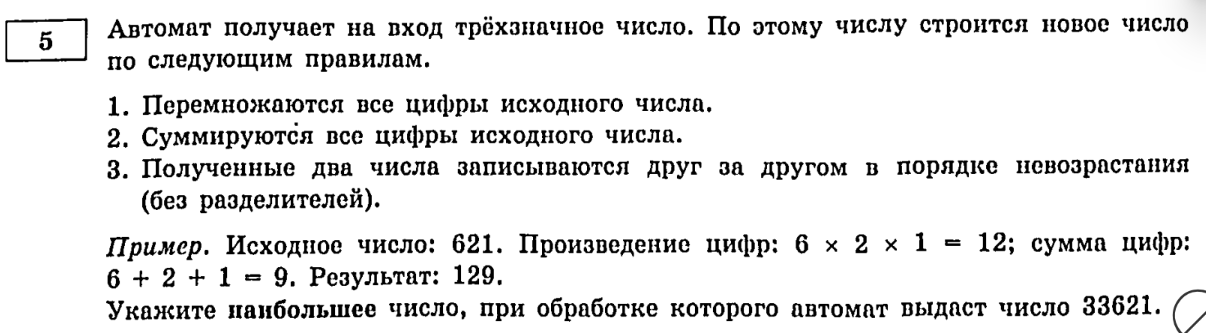 5
Автомат получает на вход трёхзначное число. По этому числу строится новое число
по следующим правилам.
1. Перемножаются все цифры исходного числа.
2. Суммируются все цифры исходного числа.
3. Полученные два числа записываются друг за другом в порядке невозрастания
(без разделителей).
Пример. Исходное число: 621. Произведение цифр: 6 × 2 × 1 = 12; сумма цифр:
6 + 2 + 1 = 9. Результат: 129.
Укажите наибольшее число, при обработке которого автомат выдаст число 33621.